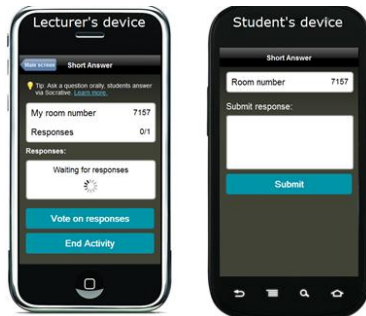 Lecturer's device
Main screen Short Answer
Tip: Ask a question orally, students answer
via Socrative. Learn more.
My room number 7157
Responses 0/1
Responses:
Waiting for responses
Vote on responses
End Activity
Student's device
Short Answer
Room number 7157
Submit response:
Submit